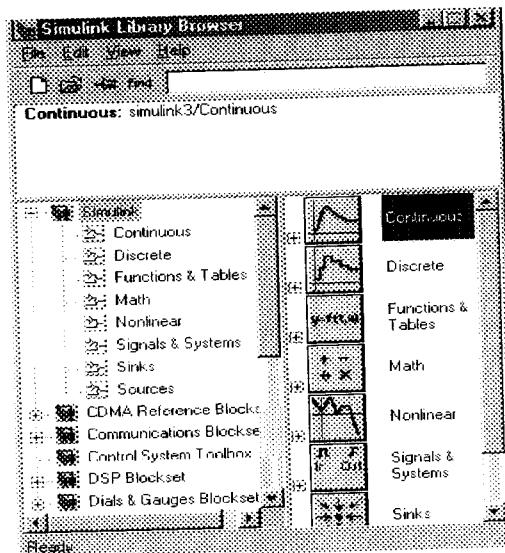 Simulink Library Browser
File Edit View Help
find
Continuous: simulink3/Continuous
Simulink
Continuous
Discrete
Functions & Tables
Math
Nonlinear
Signals & Systems
Sinks
Sources
CDMA Reference Blocks
Communications Blockse
Control System Toolbox
DSP Blockset
Dials & Gauges Blockset
Continuous
Discrete
Functions &
Tables
Math
Nonlinear
In Out
Signals &
Systems
Sinks
Ready